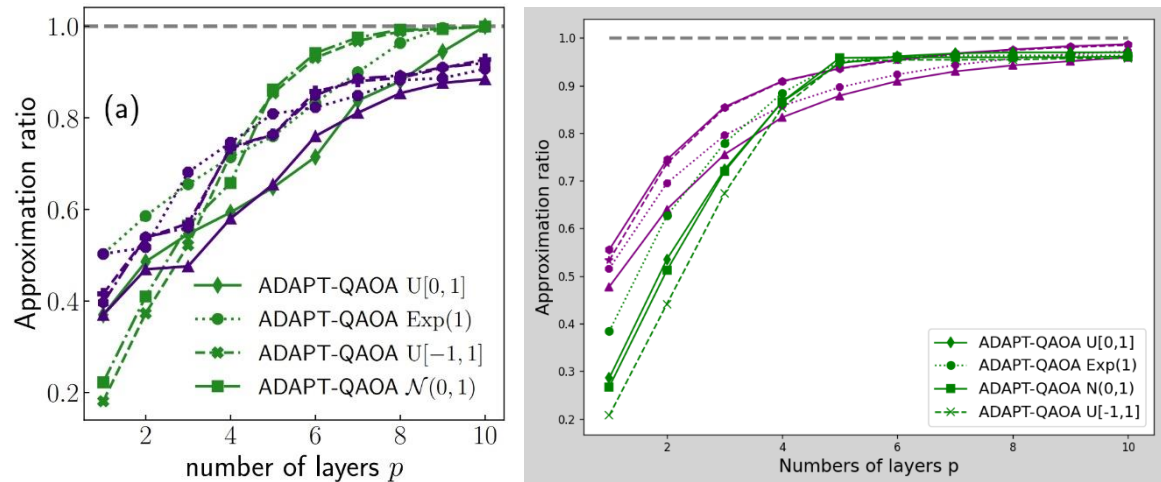 1.0
0.8
0.6
0.4
0.2
Approximation ratio
(a)
ADAPT-QAOA U[0, 1]
ADAPT-QAOA Exp(1)
ADAPT-QAOA U[−1, 1]
ADAPT-QAOA 𝒩(0, 1)
2 4 6 8 10
number of layers p
1.0
0.9
0.8
0.7
0.6
0.5
0.4
0.3
0.2
Approximation ratio
ADAPT-QAOA U[0,1]
ADAPT-QAOA Exp(1)
ADAPT-QAOA N(0,1)
ADAPT-QAOA U[-1,1]
2 4 6 8 10
Numbers of layers p